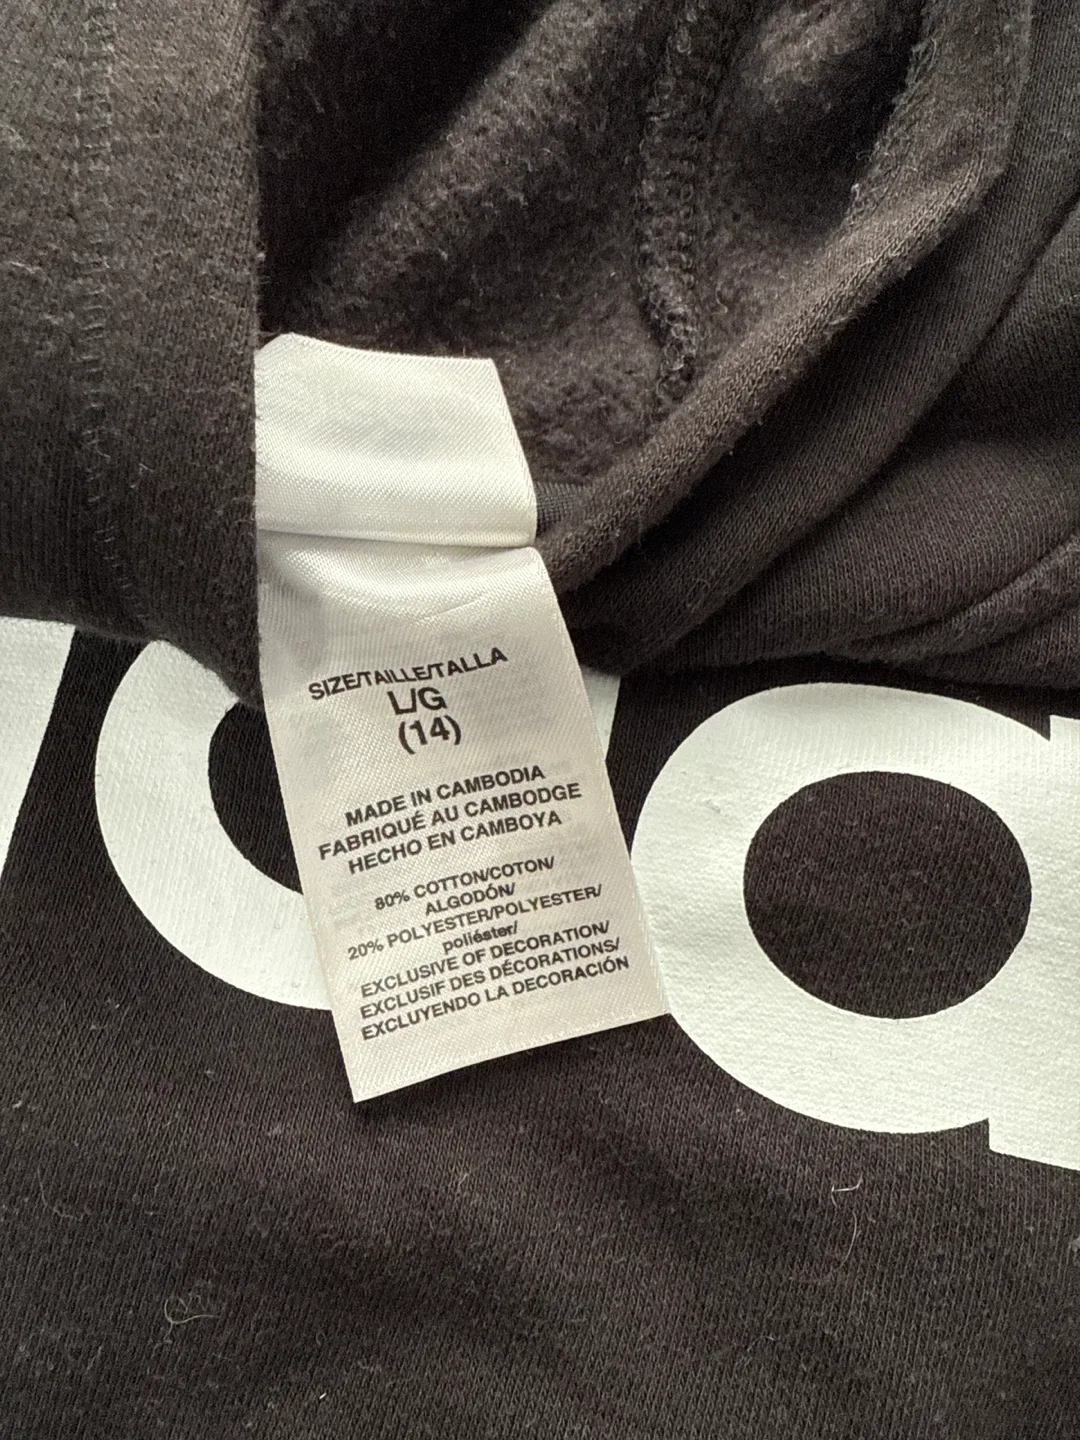 SIZE/TAILLE/TALLA
L/G
(14)
MADE IN CAMBODIA
FABRIQUÉ AU CAMBODGE
HECHO EN CAMBOYA
80% COTTON/COTON/
ALGODÓN/
20% POLYESTER/POLYESTER/
poliéster/
EXCLUSIVE OF DECORATION/
EXCLUSIF DES DÉCORATIONS/
EXCLUYENDO LA DECORACIÓN